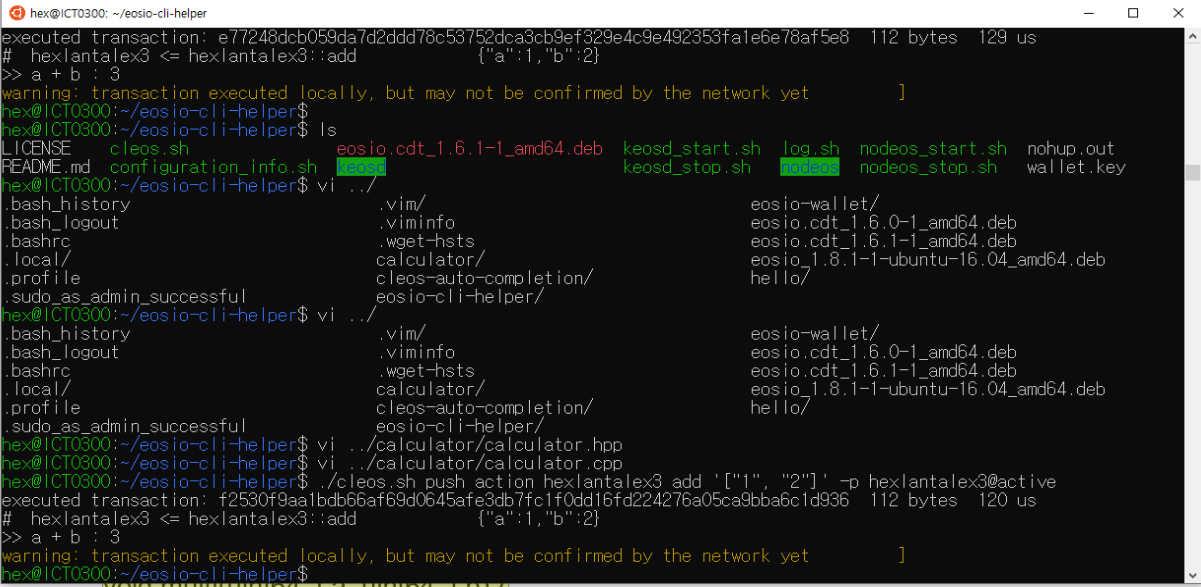 hex@ICT0300: ~/eosio-cli-helper
executed transaction: e77248dcb059da7d2ddd78c53752dca3cb9ef329e4c9e492353fa1e6e78af5e8  112 bytes  129 us
#  hexlantalex3 <= hexlantalex3::add             {"a":1,"b":2}
>> a + b : 3
warning: transaction executed locally, but may not be confirmed by the network yet         ]
hex@ICT0300:~/eosio-cli-helper$
hex@ICT0300:~/eosio-cli-helper$ ls
LICENSE    cleos.sh               eosio.cdt_1.6.1-1_amd64.deb  keosd_start.sh  log.sh  nodeos_start.sh  nohup.out
README.md  configuration_info.sh  keosd                        keosd_stop.sh   nodeos  nodeos_stop.sh   wallet.key
hex@ICT0300:~/eosio-cli-helper$ vi ../
.bash_history                          .vim/                                  eosio-wallet/
.bash_logout                           .viminfo                               eosio.cdt_1.6.0-1_amd64.deb
.bashrc                                .wget-hsts                             eosio.cdt_1.6.1-1_amd64.deb
.local/                                calculator/                            eosio_1.8.1-1-ubuntu-16.04_amd64.deb
.profile                               cleos-auto-completion/                 hello/
.sudo_as_admin_successful              eosio-cli-helper/
hex@ICT0300:~/eosio-cli-helper$ vi ../
.bash_history                          .vim/                                  eosio-wallet/
.bash_logout                           .viminfo                               eosio.cdt_1.6.0-1_amd64.deb
.bashrc                                .wget-hsts                             eosio.cdt_1.6.1-1_amd64.deb
.local/                                calculator/                            eosio_1.8.1-1-ubuntu-16.04_amd64.deb
.profile                               cleos-auto-completion/                 hello/
.sudo_as_admin_successful              eosio-cli-helper/
hex@ICT0300:~/eosio-cli-helper$ vi ../calculator/calculator.hpp
hex@ICT0300:~/eosio-cli-helper$ vi ../calculator/calculator.cpp
hex@ICT0300:~/eosio-cli-helper$ ./cleos.sh push action hexlantalex3 add '["1", "2"]' -p hexlantalex3@active
executed transaction: f2530f9aa1bdb66af69d0645afe3db7fc1f0dd16fd224276a05ca9bba6c1d936  112 bytes  120 us
#  hexlantalex3 <= hexlantalex3::add             {"a":1,"b":2}
>> a + b : 3
warning: transaction executed locally, but may not be confirmed by the network yet         ]
hex@ICT0300:~/eosio-cli-helper$